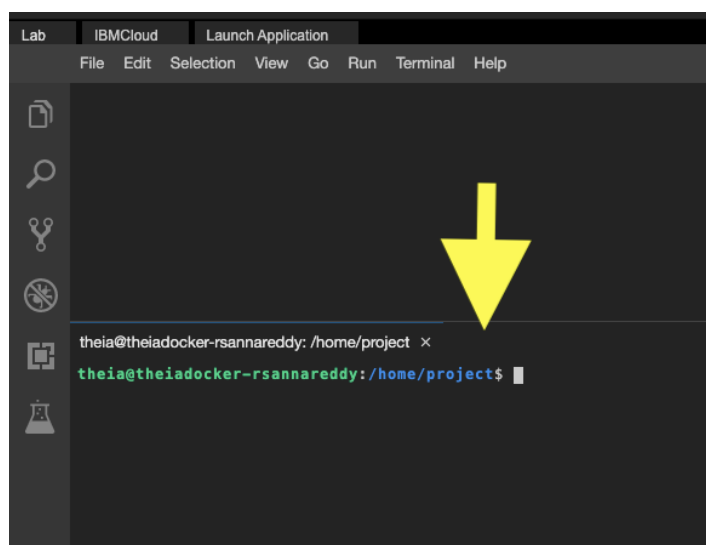 Lab IBMCloud Launch Application
File Edit Selection View Go Run Terminal Help
theia@theiadocker-rsannareddy: /home/project ×
theia@theiadocker-rsannareddy:/home/project$